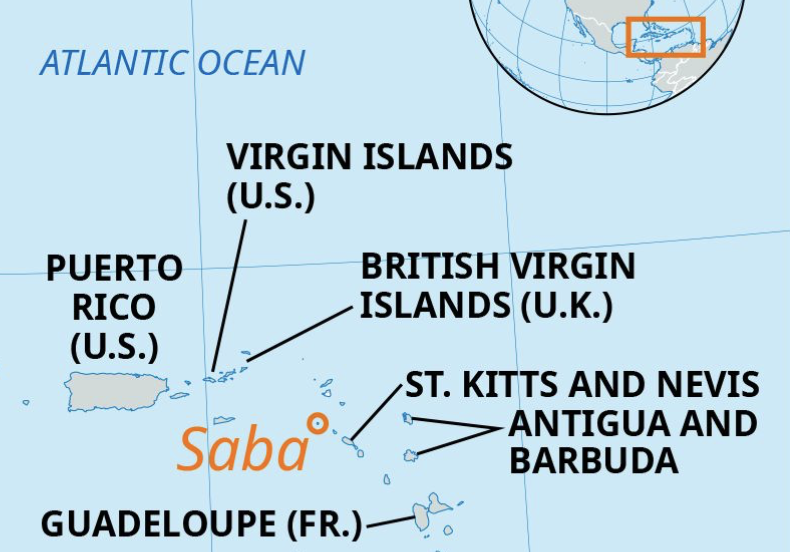 ATLANTIC OCEAN
VIRGIN ISLANDS
(U.S.)
PUERTO
RICO
(U.S.)
BRITISH VIRGIN
ISLANDS (U.K.)
ST. KITTS AND NEVIS
ANTIGUA AND
BARBUDA
Saba
GUADELOUPE (FR.)